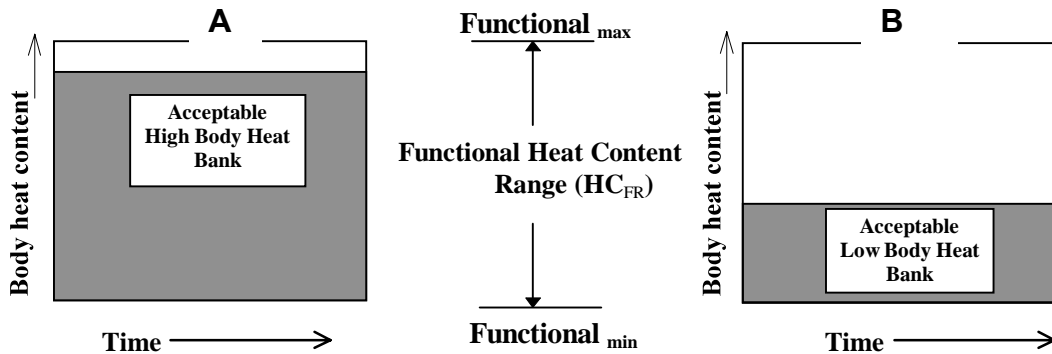 A
Body heat content
Acceptable
High Body Heat
Bank
Time
Functional max
Functional Heat Content
Range (HCFR)
Functional min
B
Body heat content
Acceptable
Low Body Heat
Bank
Time